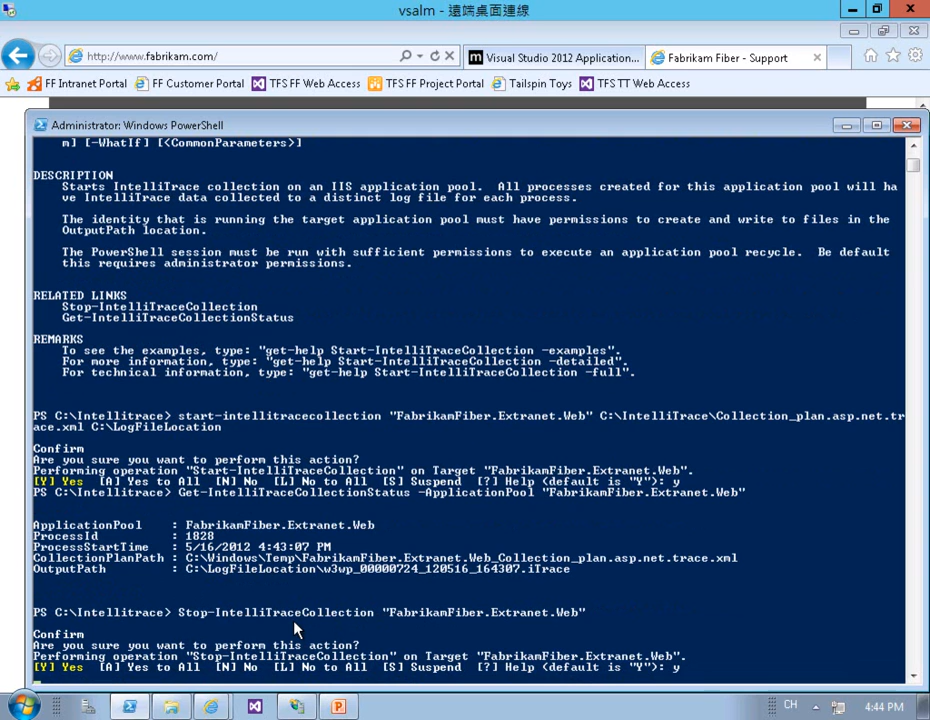 vsalm - 遠端桌面連線
http://www.fabrikam.com/
Visual Studio 2012 Application...
Fabrikam Fiber - Support
FF Intranet Portal
FF Customer Portal
TFS FF Web Access
TFS FF Project Portal
Tailspin Toys
TFS TT Web Access
Administrator: Windows PowerShell
m] [-WhatIf] [<CommonParameters>]
DESCRIPTION
Starts IntelliTrace collection on an IIS application pool.  All processes created for this application pool will ha
ve IntelliTrace data collected to a distinct log file for each process.
The identity that is running the target application pool must have permissions to create and write to files in the
OutputPath location.
The PowerShell session must be run with sufficient permissions to execute an application pool recycle.  Be default
this requires administrator permissions.
RELATED LINKS
Stop-IntelliTraceCollection
Get-IntelliTraceCollectionStatus
REMARKS
To see the examples, type: "get-help Start-IntelliTraceCollection -examples".
For more information, type: "get-help Start-IntelliTraceCollection -detailed".
For technical information, type: "get-help Start-IntelliTraceCollection -full".
PS C:\Intellitrace> start-intellitracecollection "FabrikamFiber.Extranet.Web" C:\IntelliTrace\Collection_plan.asp.net.tr
ace.xml C:\LogFileLocation
Confirm
Are you sure you want to perform this action?
Performing operation "Start-IntelliTraceCollection" on Target "FabrikamFiber.Extranet.Web".
[Y] Yes  [A] Yes to All  [N] No  [L] No to All  [S] Suspend  [?] Help (default is "Y"): y
PS C:\Intellitrace> Get-IntelliTraceCollectionStatus -ApplicationPool "FabrikamFiber.Extranet.Web"
ApplicationPool    : FabrikamFiber.Extranet.Web
ProcessId          : 1828
ProcessStartTime   : 5/16/2012 4:43:07 PM
CollectionPlanPath : C:\Windows\Temp\FabrikamFiber.Extranet.Web_Collection_plan.asp.net.trace.xml
OutputPath         : C:\LogFileLocation\w3wp_00000724_120516_164307.iTrace
PS C:\Intellitrace> Stop-IntelliTraceCollection "FabrikamFiber.Extranet.Web"
Confirm
Are you sure you want to perform this action?
Performing operation "Stop-IntelliTraceCollection" on Target "FabrikamFiber.Extranet.Web".
[Y] Yes  [A] Yes to All  [N] No  [L] No to All  [S] Suspend  [?] Help (default is "Y"): y
CH
4:44 PM